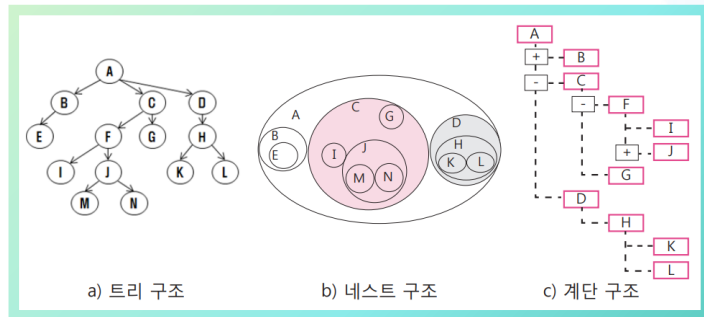 A
B C D
E F G H
I J K L
M N
A
B
E
C
G
I
J
M N
D
H
K L
A
+ B
- C
- F
I
+ J
G
D
H
K
L
a) 트리 구조
b) 네스트 구조
c) 계단 구조